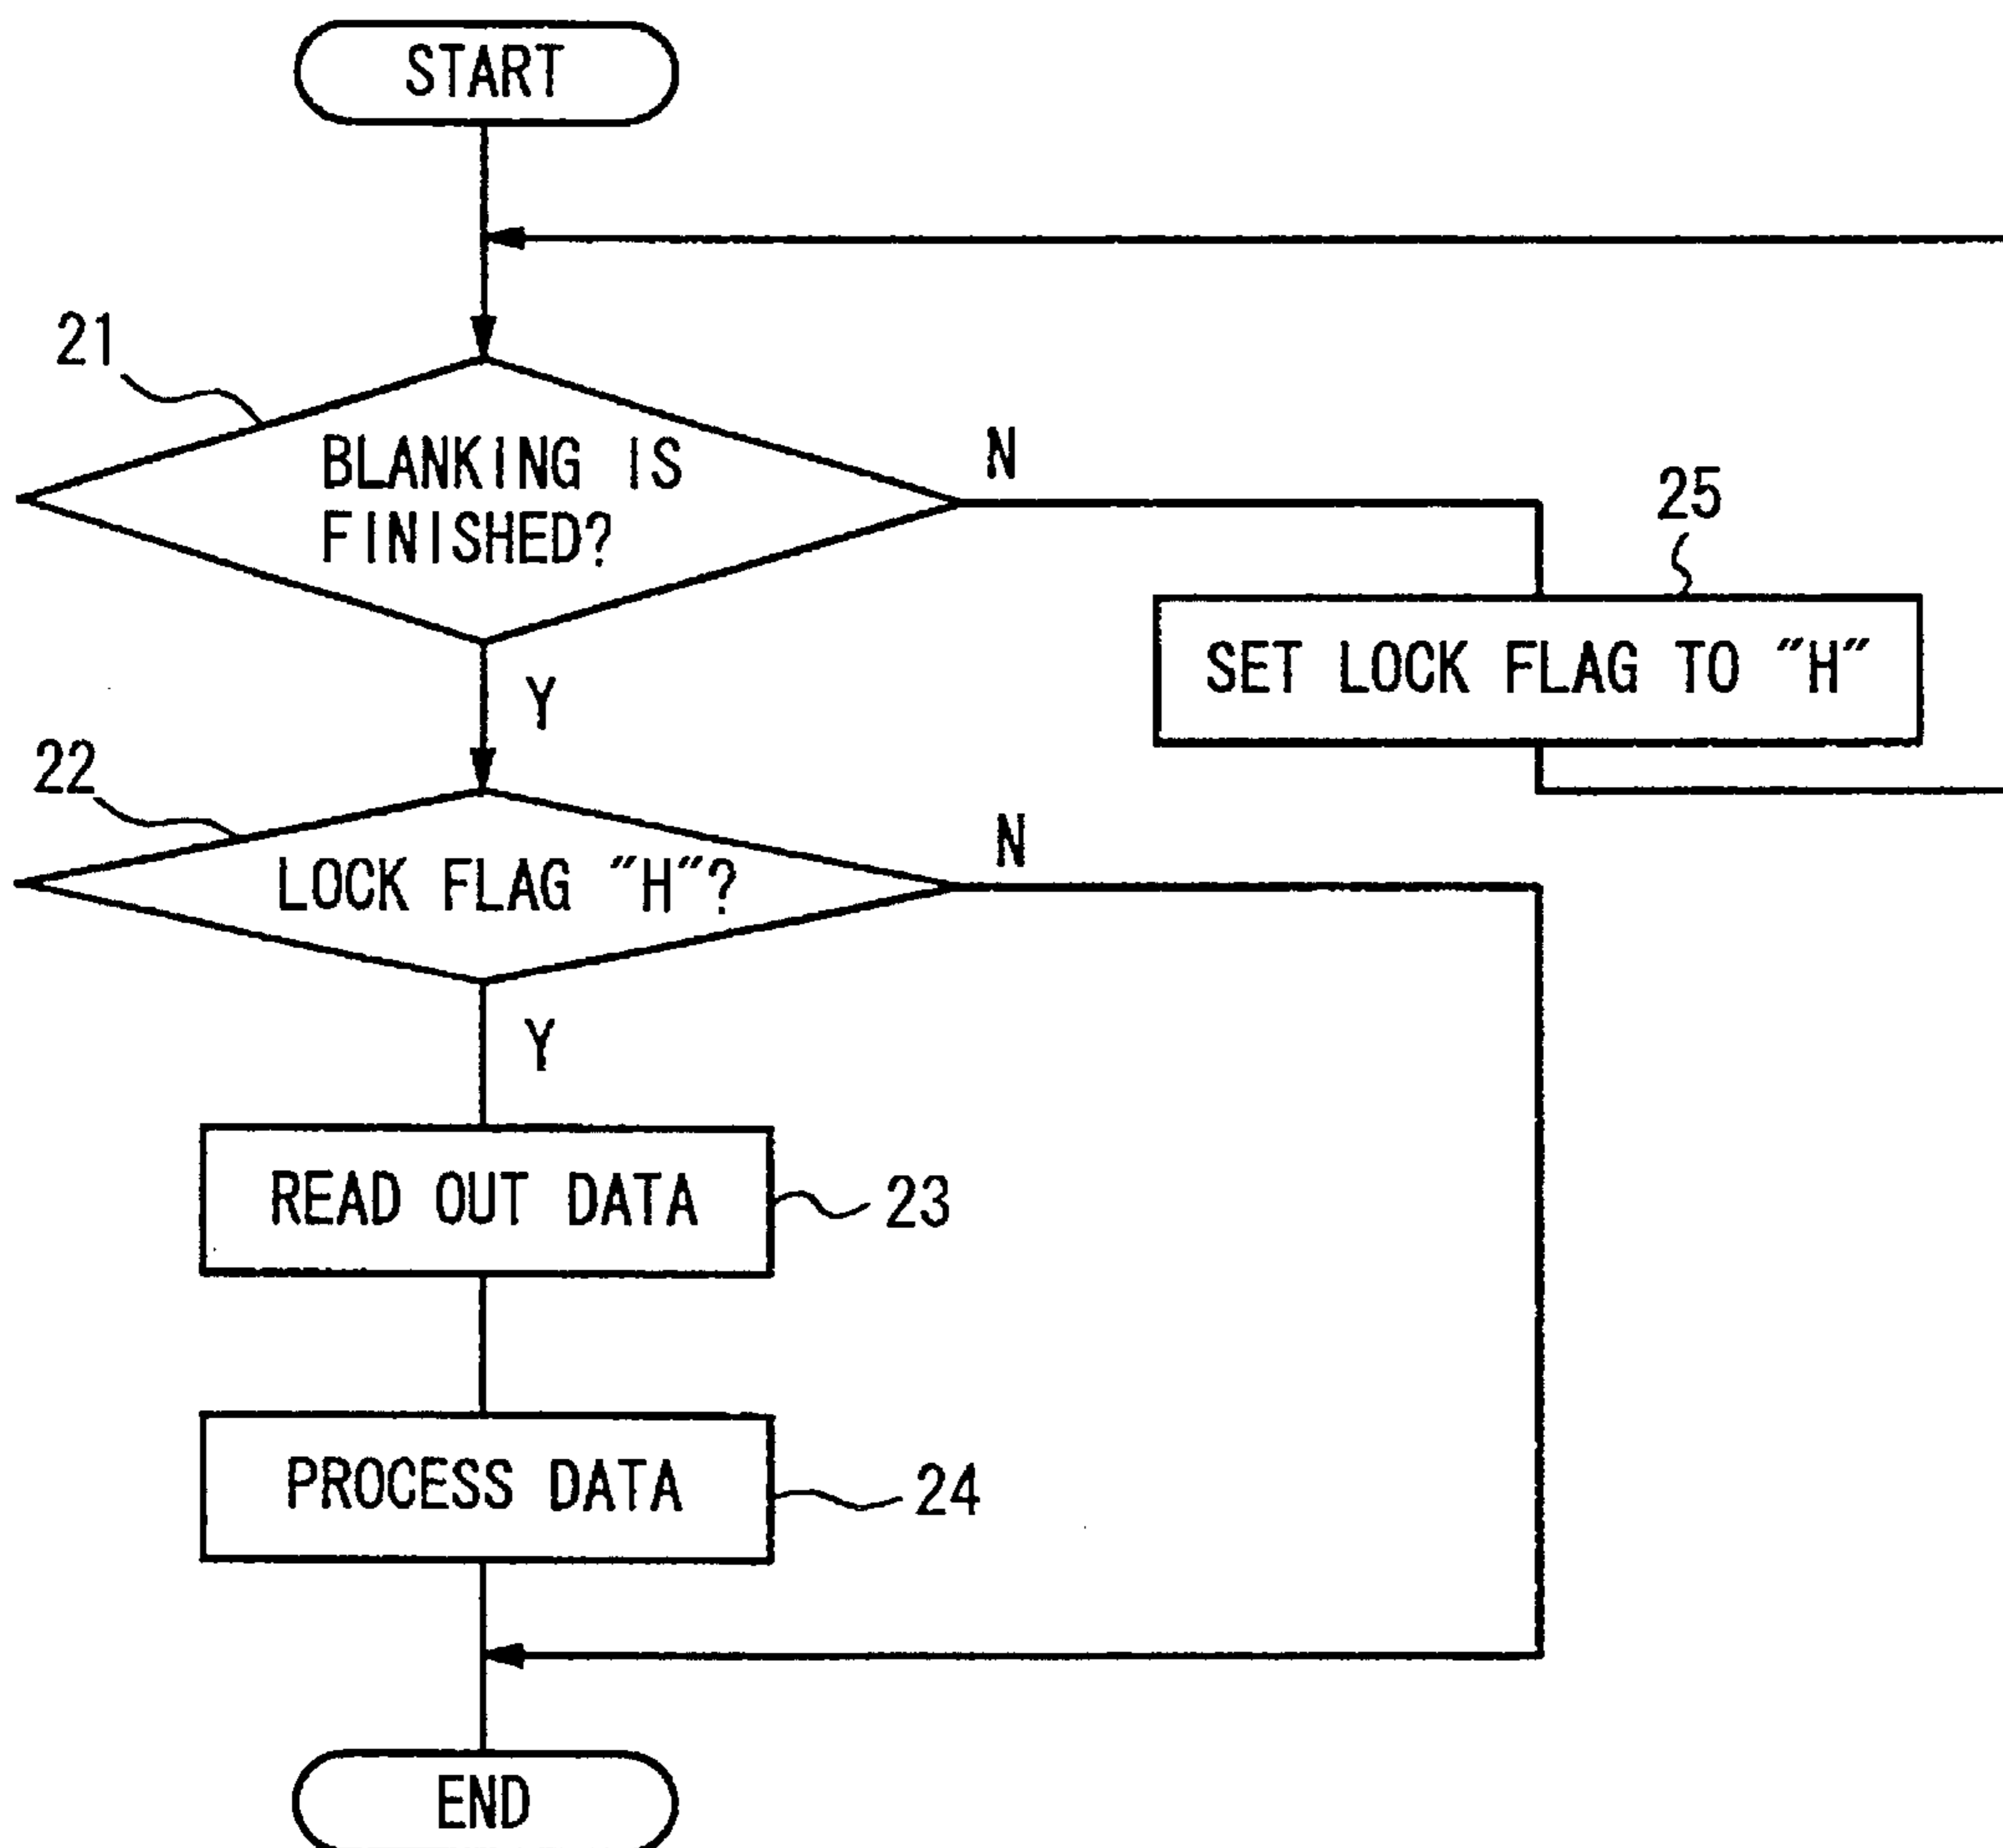 START
21
BLANKING IS
FINISHED?
N
25
SET LOCK FLAG TO "H"
Y
22
LOCK FLAG "H"?
N
Y
READ OUT DATA
23
PROCESS DATA
24
END